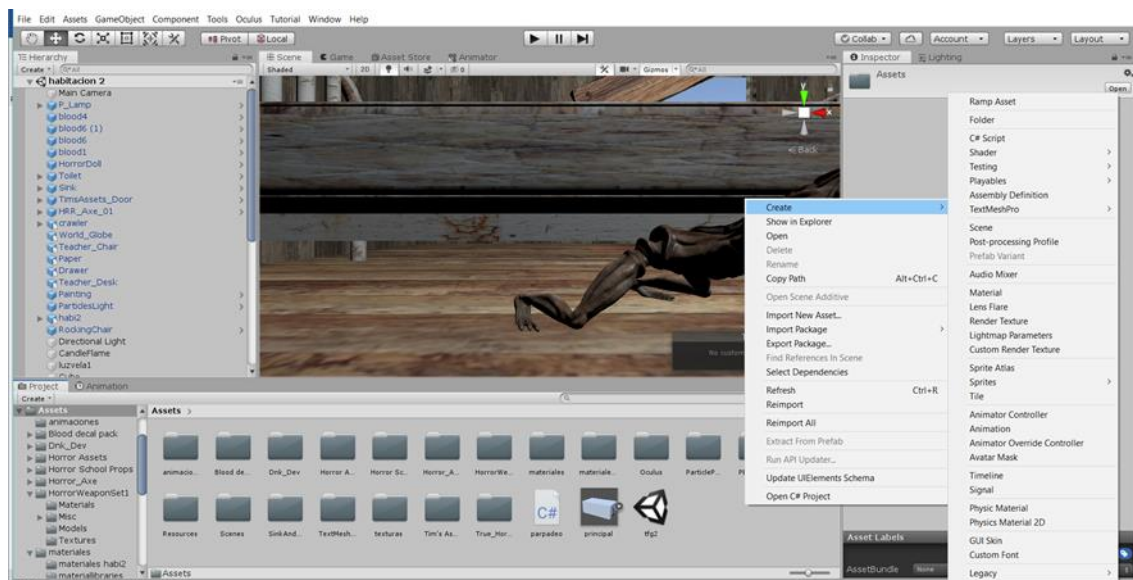 File Edit Assets GameObject Component Tools Oculus Tutorial Window Help
Pivot Local Collab Account Layers Layout
Hierarchy
Create All
habitacion 2
Main Camera
P_Lamp
blood4
blood6 (1)
blood6
blood1
HorrorDoll
Toilet
Sink
TimsAssets_Door
HRR_Axe_01
crawler
World_Globe
Teacher_Chair
Paper
Drawer
Teacher_Desk
Painting
ParticlesLight
habi2
RockingChair
Directional Light
CandleFlame
luzvela1
Cube
Scene Game Asset Store Animator
Shaded 2D Gizmos All
y
x
Back
No custom
Inspector Lighting
Assets
Open
Create
Show in Explorer
Open
Delete
Rename
Copy Path Alt+Ctrl+C
Open Scene Additive
Import New Asset...
Import Package
Export Package...
Find References In Scene
Select Dependencies
Refresh Ctrl+R
Reimport
Reimport All
Extract From Prefab
Run API Updater...
Update UIElements Schema
Open C# Project
Ramp Asset
Folder
C# Script
Shader
Testing
Playables
Assembly Definition
TextMeshPro
Scene
Post-processing Profile
Prefab Variant
Audio Mixer
Material
Lens Flare
Render Texture
Lightmap Parameters
Custom Render Texture
Sprite Atlas
Sprites
Tile
Animator Controller
Animation
Animator Override Controller
Avatar Mask
Timeline
Signal
Physic Material
Physics Material 2D
GUI Skin
Custom Font
Legacy
Project Animation
Create
Assets
animaciones
Blood decal pack
Dnk_Dev
Horror Assets
Horror School Props
Horror_Axe
HorrorWeaponSet1
Materials
Misc
Models
Textures
materiales
materiales habi2
materiallibraries
Assets
animacio... Blood de... Dnk_Dev Horror A... Horror Sc... Horror_A... HorrorWe... materiales materiale... Oculus ParticleP...
C#
Resources Scenes SinkAnd... TextMesh... texturas Tim's As... True_Hor... parpadeo principal tfg2
Assets
Asset Labels
AssetBundle None